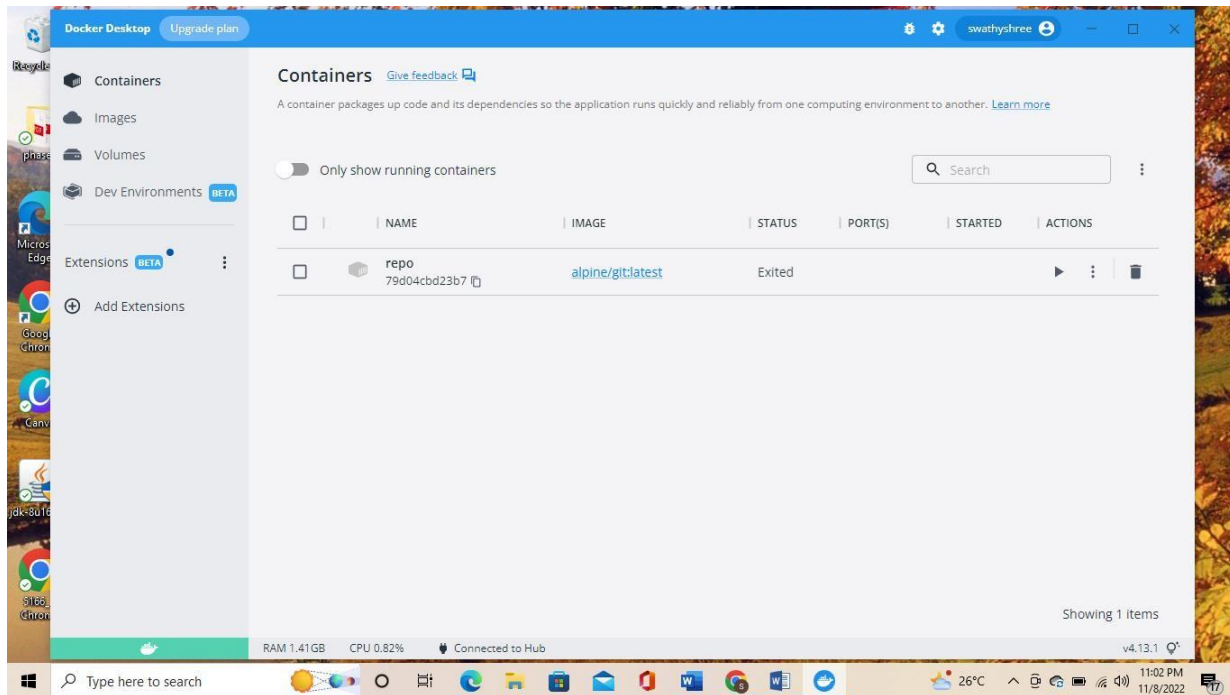 Docker Desktop Upgrade plan swathyshree
Recycle
phase
Micros
Edge
Googl
Chron
Canv
jdk-8u16
Chron
Containers
Images
Volumes
Dev Environments BETA
Extensions BETA
Add Extensions
Containers Give feedback
A container packages up code and its dependencies so the application runs quickly and reliably from one computing environment to another. Learn more
Only show running containers Search
NAME IMAGE STATUS PORT(S) STARTED ACTIONS
repo alpine/git:latest Exited
79d04cbd23b7
Showing 1 items
RAM 1.41GB CPU 0.82% Connected to Hub v4.13.1
Type here to search 26°C 11:02 PM
11/8/2022